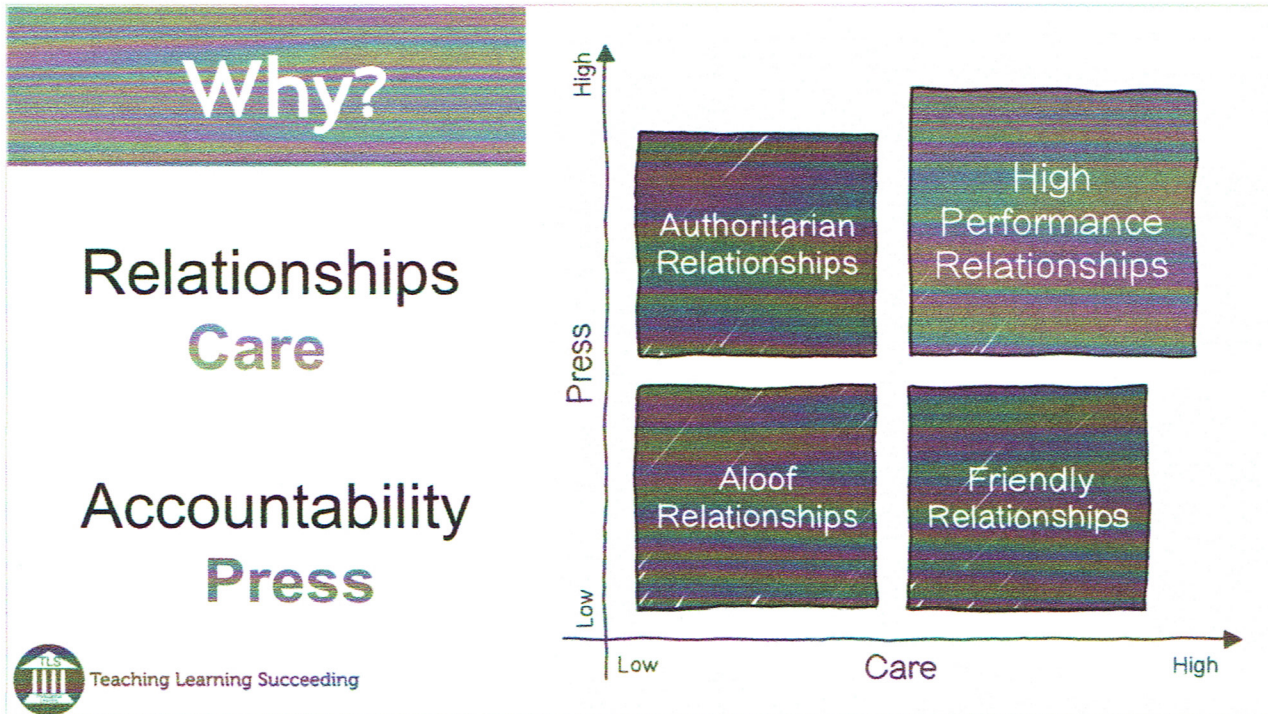 Why?
Relationships
Care
Accountability
Press
TLS
Teaching Learning Succeeding
High
Press
Low
Authoritarian
Relationships
High
Performance
Relationships
Aloof
Relationships
Friendly
Relationships
Low
Care
High